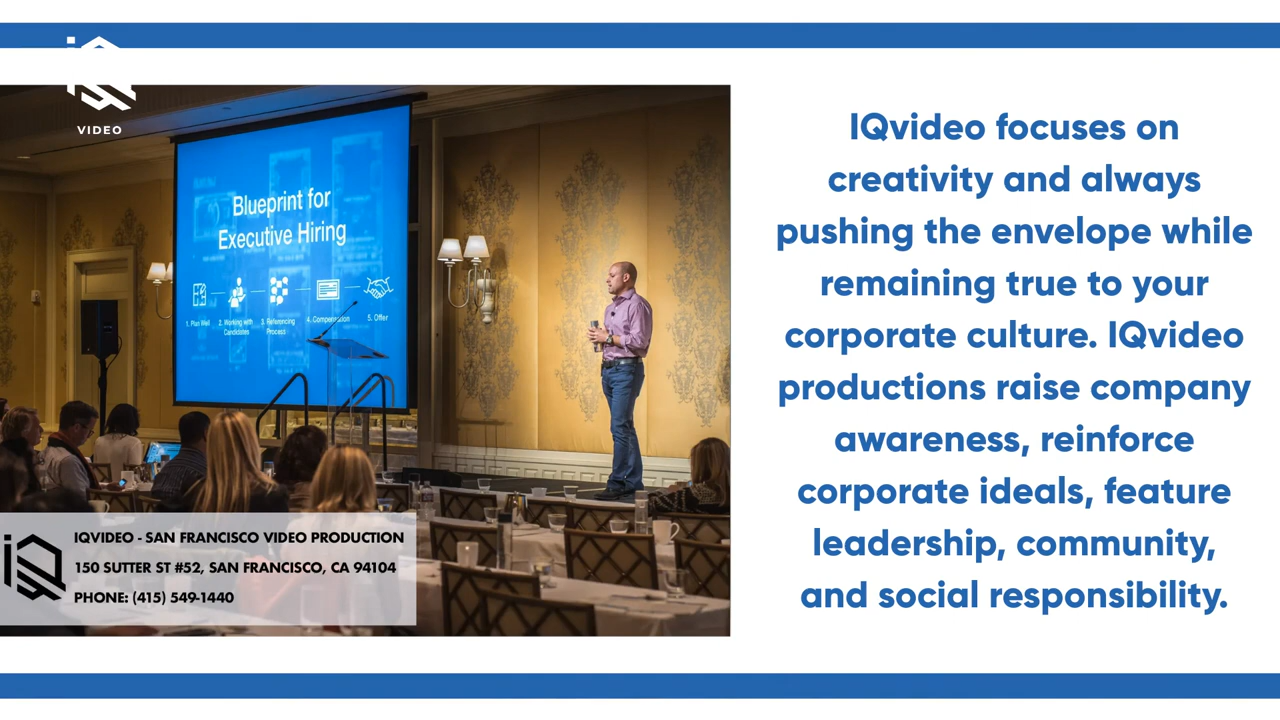 iQ
VIDEO
Blueprint for
Executive Hiring
1. Plan Well
2. Working with
Candidates
3. Referencing
Process
4. Compensation
5. Offer
iQ
IQVIDEO - SAN FRANCISCO VIDEO PRODUCTION
150 SUTTER ST #52, SAN FRANCISCO, CA 94104
PHONE: (415) 549-1440
IQvideo focuses on
creativity and always
pushing the envelope while
remaining true to your
corporate culture. IQvideo
productions raise company
awareness, reinforce
corporate ideals, feature
leadership, community,
and social responsibility.